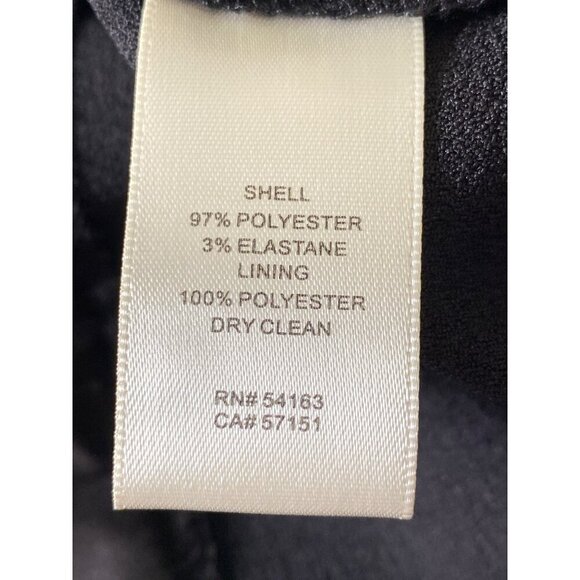 SHELL
97% POLYESTER
3% ELASTANE
LINING
100% POLYESTER
DRY CLEAN
RN# 54163
CA# 57151